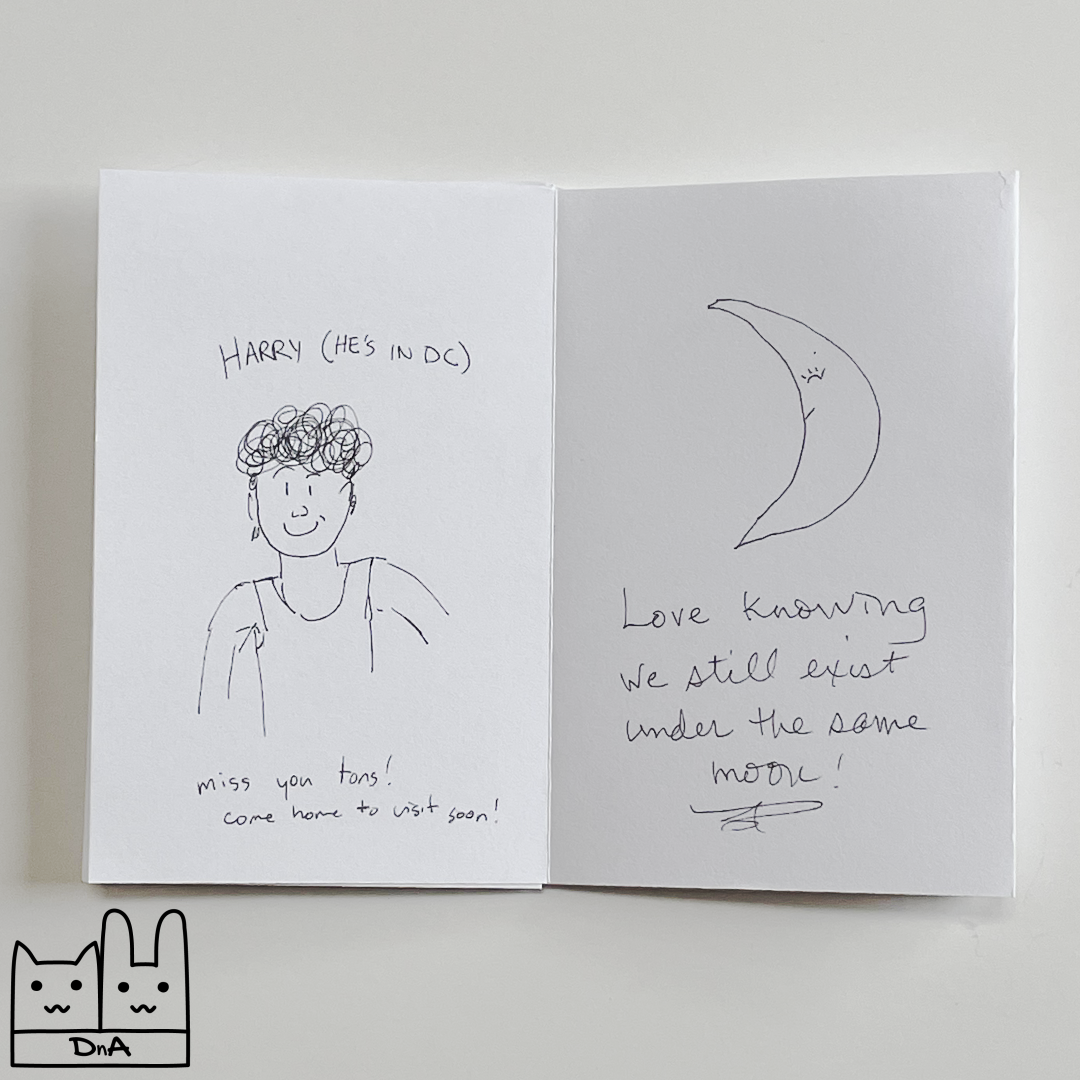 HARRY (HE'S IN DC)
miss you tons!
come home to visit soon!
Love knowing
we still exist
under the same
moon!
DnA